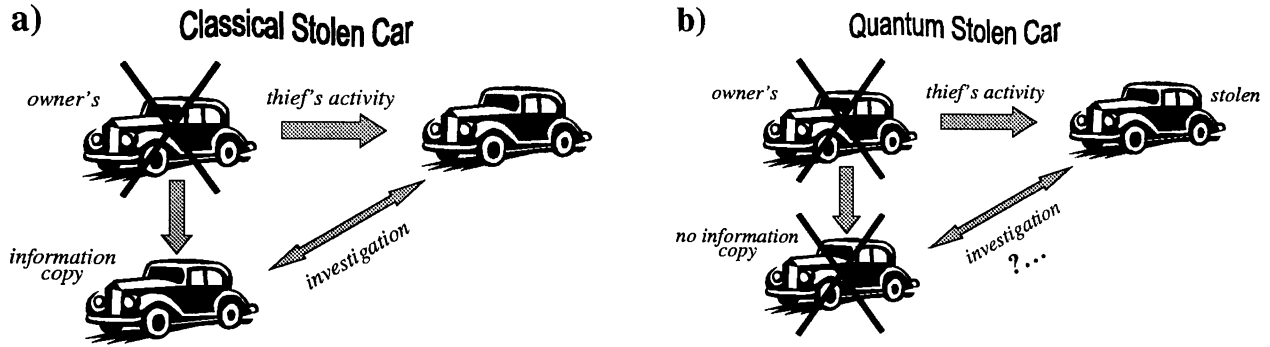 a)
Classical Stolen Car
owner's
thief's activity
information
copy
investigation
b)
Quantum Stolen Car
owner's
thief's activity
stolen
no information
copy
investigation
?...